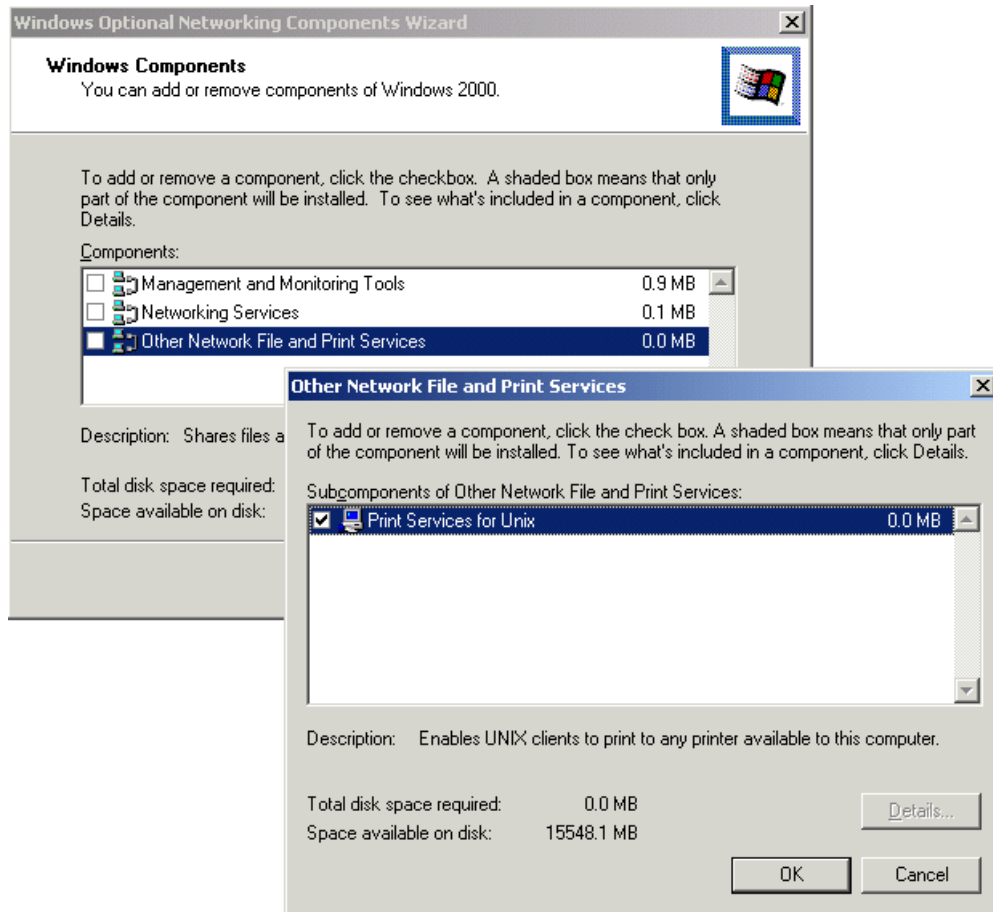 Windows Optional Networking Components Wizard
Windows Components
You can add or remove components of Windows 2000.
To add or remove a component, click the checkbox. A shaded box means that only
part of the component will be installed. To see what's included in a component, click
Details.
Components:
Management and Monitoring Tools 0.9 MB
Networking Services 0.1 MB
Other Network File and Print Services 0.0 MB
Description: Shares files a
Total disk space required:
Space available on disk:
Other Network File and Print Services
To add or remove a component, click the check box. A shaded box means that only part
of the component will be installed. To see what's included in a component, click Details.
Subcomponents of Other Network File and Print Services:
Print Services for Unix 0.0 MB
Description: Enables UNIX clients to print to any printer available to this computer.
Total disk space required: 0.0 MB
Details...
Space available on disk: 15548.1 MB
OK Cancel